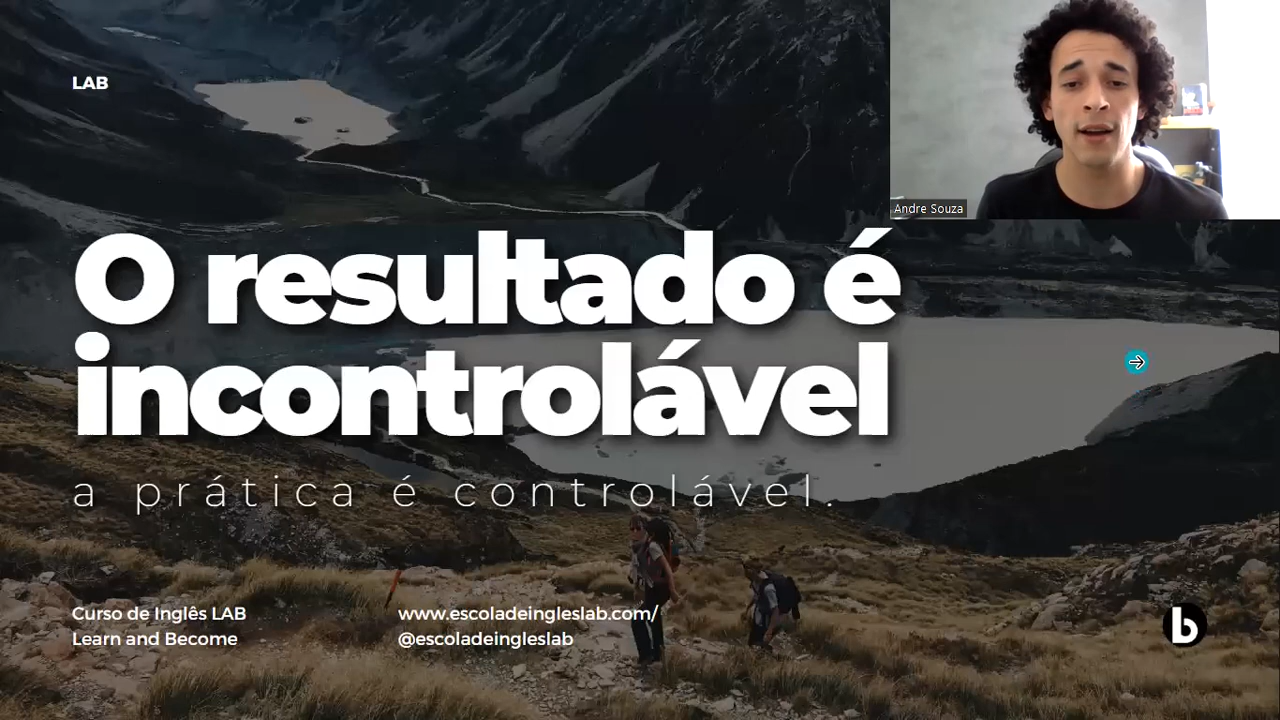 LAB
Andre Souza
O resultado é
incontrolável
a prática é controlável.
Curso de Inglês LAB
Learn and Become
www.escoladeingleslab.com/
@escoladeingleslab
b